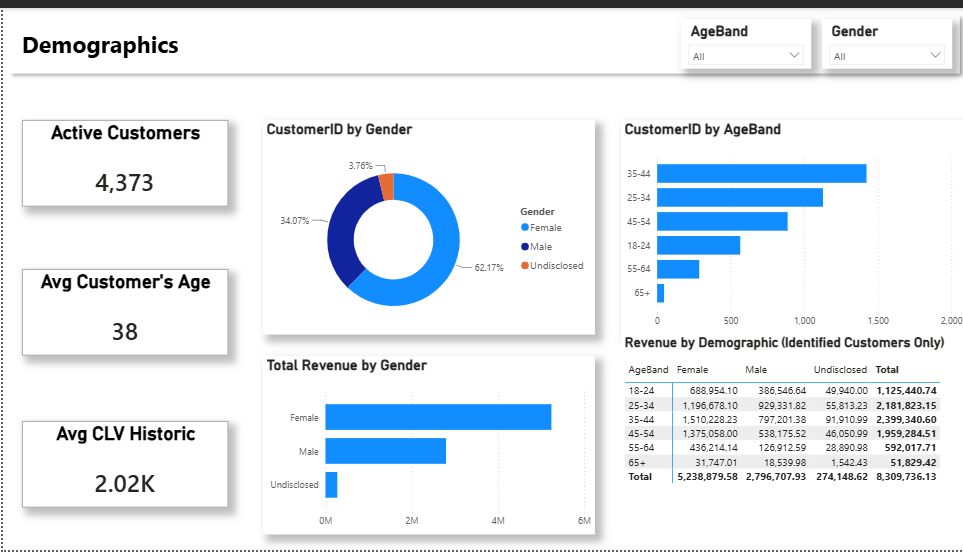 Demographics
AgeBand
All
Gender
All
Active Customers
4,373
Avg Customer's Age
38
Avg CLV Historic
2.02K
CustomerID by Gender
3.76%
34.07%
62.17%
Gender
Female
Male
Undisclosed
Total Revenue by Gender
Female
Male
Undisclosed
0M 2M 4M 6M
CustomerID by AgeBand
35-44
25-34
45-54
18-24
55-64
65+
0 500 1,000 1,500 2,000
Revenue by Demographic (Identified Customers Only)
AgeBand Female Male Undisclosed Total
18-24 688,954.10 386,546.64 49,940.00 1,125,440.74
25-34 1,196,678.10 929,331.82 55,813.23 2,181,823.15
35-44 1,510,228.23 797,201.38 91,910.99 2,399,340.60
45-54 1,375,058.00 538,175.52 46,050.99 1,959,284.51
55-64 436,214.14 126,912.59 28,890.98 592,017.71
65+ 31,747.01 18,539.98 1,542.43 51,829.42
Total 5,238,879.58 2,796,707.93 274,148.62 8,309,736.13